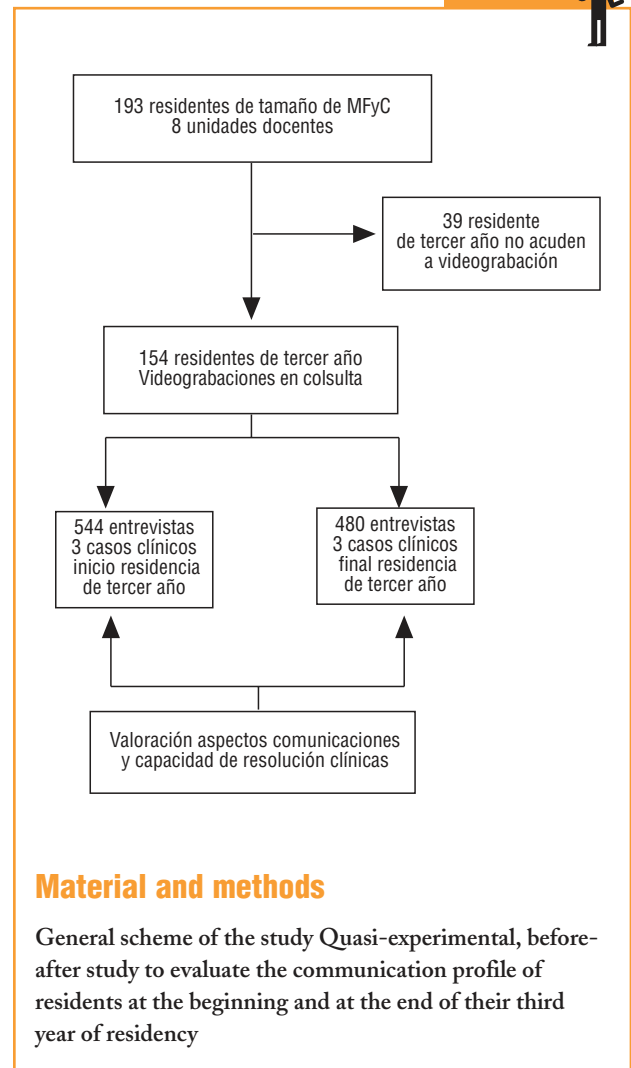 193 residentes de tamaño de MFyC
8 unidades docentes
39 residente
de tercer año no acuden
a videograbación
154 residentes de tercer año
Videograbaciones en colsulta
544 entrevistas
3 casos clínicos
inicio residencia
de tercer año
480 entrevistas
3 casos clínicos
final residencia
de tercer año
Valoración aspectos comunicaciones
y capacidad de resolución clínicas
Material and methods
General scheme of the study Quasi-experimental, before-
after study to evaluate the communication profile of
residents at the beginning and at the end of their third
year of residency